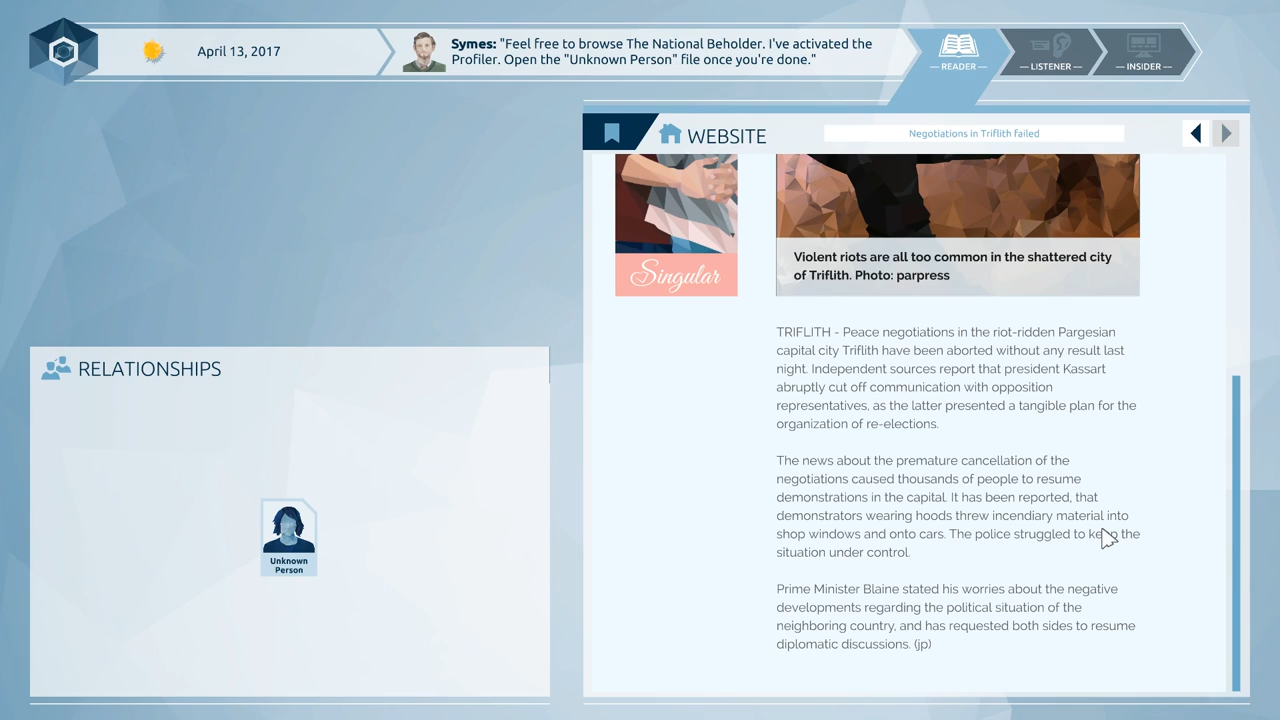 April 13, 2017
Symes: "Feel free to browse The National Beholder. I've activated the
Profiler. Open the "Unknown Person" file once you're done."
— READER —
— LISTENER —
— INSIDER —
WEBSITE
Negotiations in Triflith failed
Singular
Violent riots are all too common in the shattered city
of Triflith. Photo: parpress
TRIFLITH - Peace negotiations in the riot-ridden Pargesian
capital city Triflith have been aborted without any result last
night. Independent sources report that president Kassart
abruptly cut off communication with opposition
representatives, as the latter presented a tangible plan for the
organization of re-elections.
The news about the premature cancellation of the
negotiations caused thousands of people to resume
demonstrations in the capital. It has been reported, that
demonstrators wearing hoods threw incendiary material into
shop windows and onto cars. The police struggled to keep the
situation under control.
Prime Minister Blaine stated his worries about the negative
developments regarding the political situation of the
neighboring country, and has requested both sides to resume
diplomatic discussions. (jp)
RELATIONSHIPS
Unknown
Person